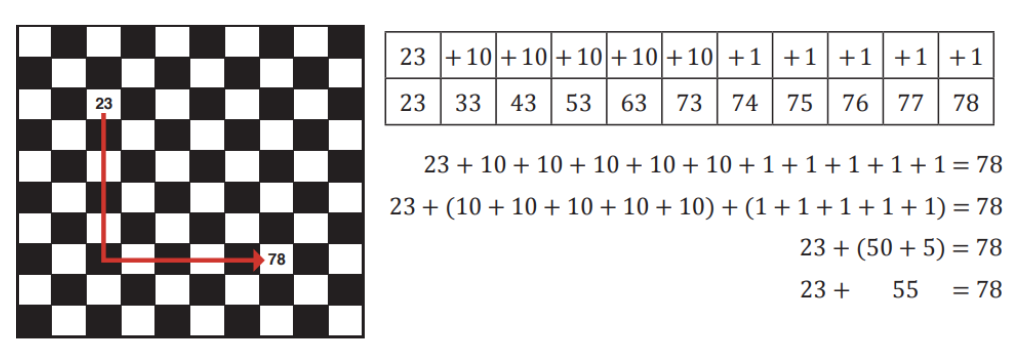 23
78
23 +10 +10 +10 +10 +10 +1 +1 +1 +1 +1
23 33 43 53 63 73 74 75 76 77 78
23 + 10 + 10 + 10 + 10 + 10 + 1 + 1 + 1 + 1 + 1 = 78
23 + (10 + 10 + 10 + 10 + 10) + (1 + 1 + 1 + 1 + 1) = 78
23 + (50 + 5) = 78
23 + 55 = 78